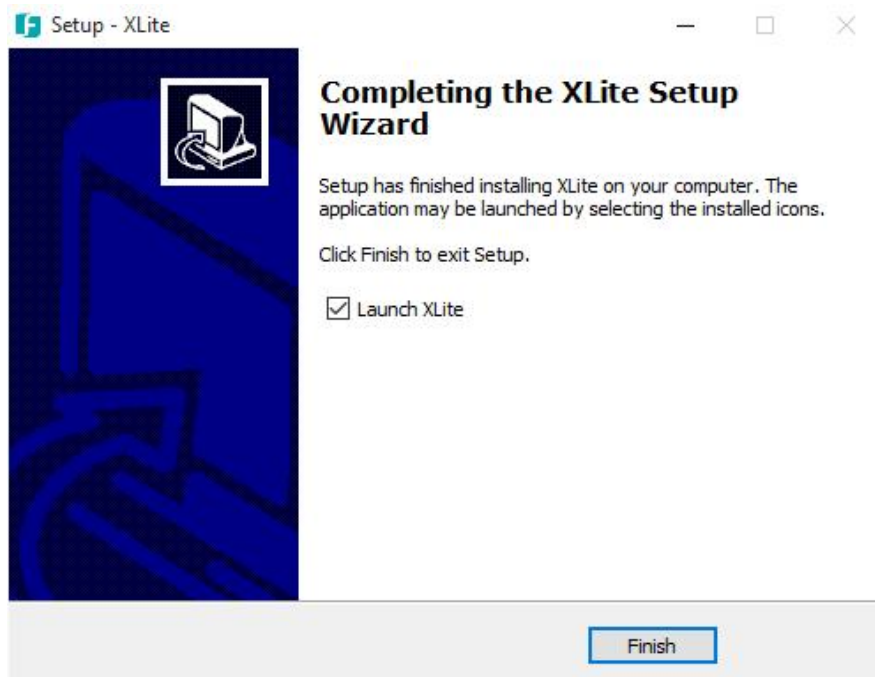 Setup - XLite
Completing the XLite Setup
Wizard
Setup has finished installing XLite on your computer. The
application may be launched by selecting the installed icons.
Click Finish to exit Setup.
Launch XLite
Finish